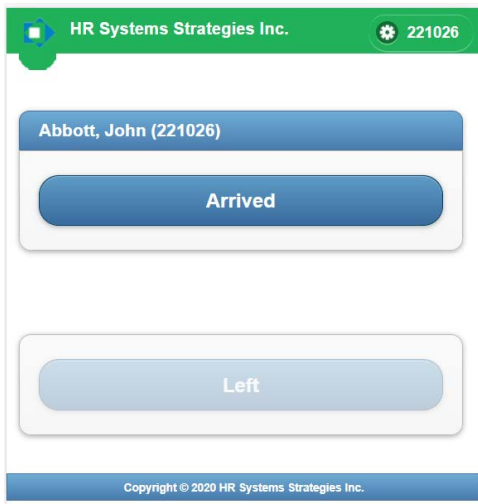 HR Systems Strategies Inc.
221026
Abbott, John (221026)
Arrived
Left
Copyright © 2020 HR Systems Strategies Inc.